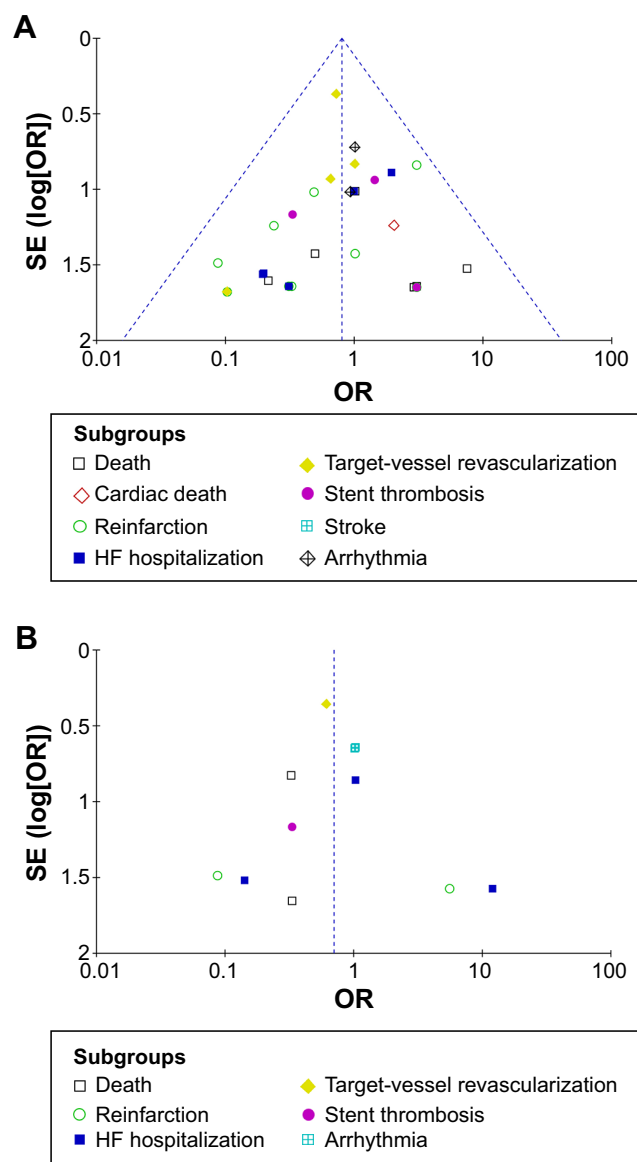 A
0
0.5
1
1.5
2
SE (log[OR])
0.01 0.1 1 10 100
OR
Subgroups
Death Target-vessel revascularization
Cardiac death Stent thrombosis
Reinfarction Stroke
HF hospitalization Arrhythmia
B
0
0.5
1
1.5
2
SE (log[OR])
0.01 0.1 1 10 100
OR
Subgroups
Death Target-vessel revascularization
Reinfarction Stent thrombosis
HF hospitalization Arrhythmia